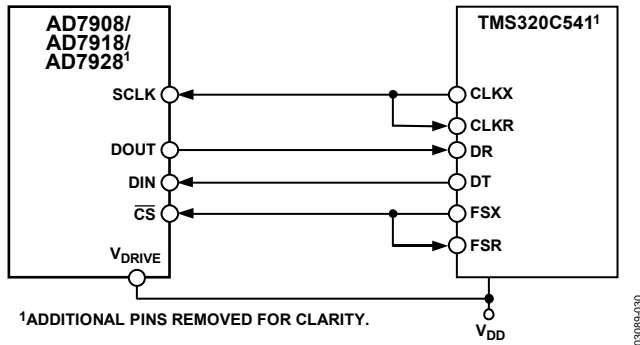 AD7908/
AD7918/
AD7928¹
TMS320C541¹
SCLK
CLKX
CLKR
DOUT
DR
DIN
DT
CS
FSX
FSR
VDRIVE
VDD
¹ADDITIONAL PINS REMOVED FOR CLARITY.
03089-030